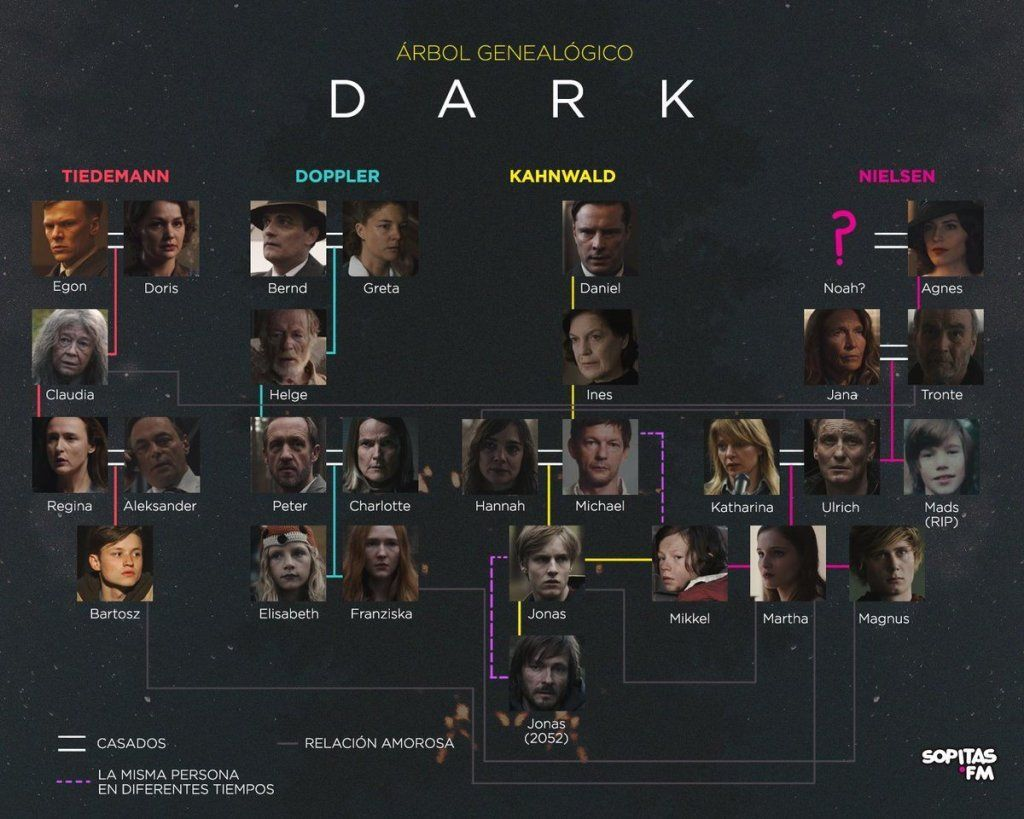 ÁRBOL GENEALÓGICO
DARK
TIEDEMANN
DOPPLER
KAHNWALD
NIELSEN
?
Egon
Doris
Bernd
Greta
Daniel
Noah?
Agnes
Claudia
Helge
Ines
Jana
Tronte
Regina
Aleksander
Peter
Charlotte
Hannah
Michael
Katharina
Ulrich
Mads
(RIP)
Bartosz
Elisabeth
Franziska
Jonas
Mikkel
Martha
Magnus
Jonas
(2052)
CASADOS
RELACIÓN AMOROSA
LA MISMA PERSONA
EN DIFERENTES TIEMPOS
SOPITAS
.FM